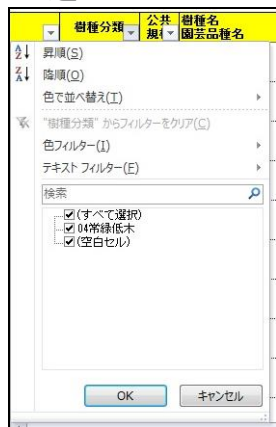 樹種分類
公共 樹種名
規格 園芸品種名
昇順(S)
降順(O)
色で並べ替え(T)
"樹種分類" からフィルターをクリア(C)
色フィルター(I)
テキスト フィルター(F)
検索
(すべて選択)
04常緑低木
(空白セル)
OK キャンセル